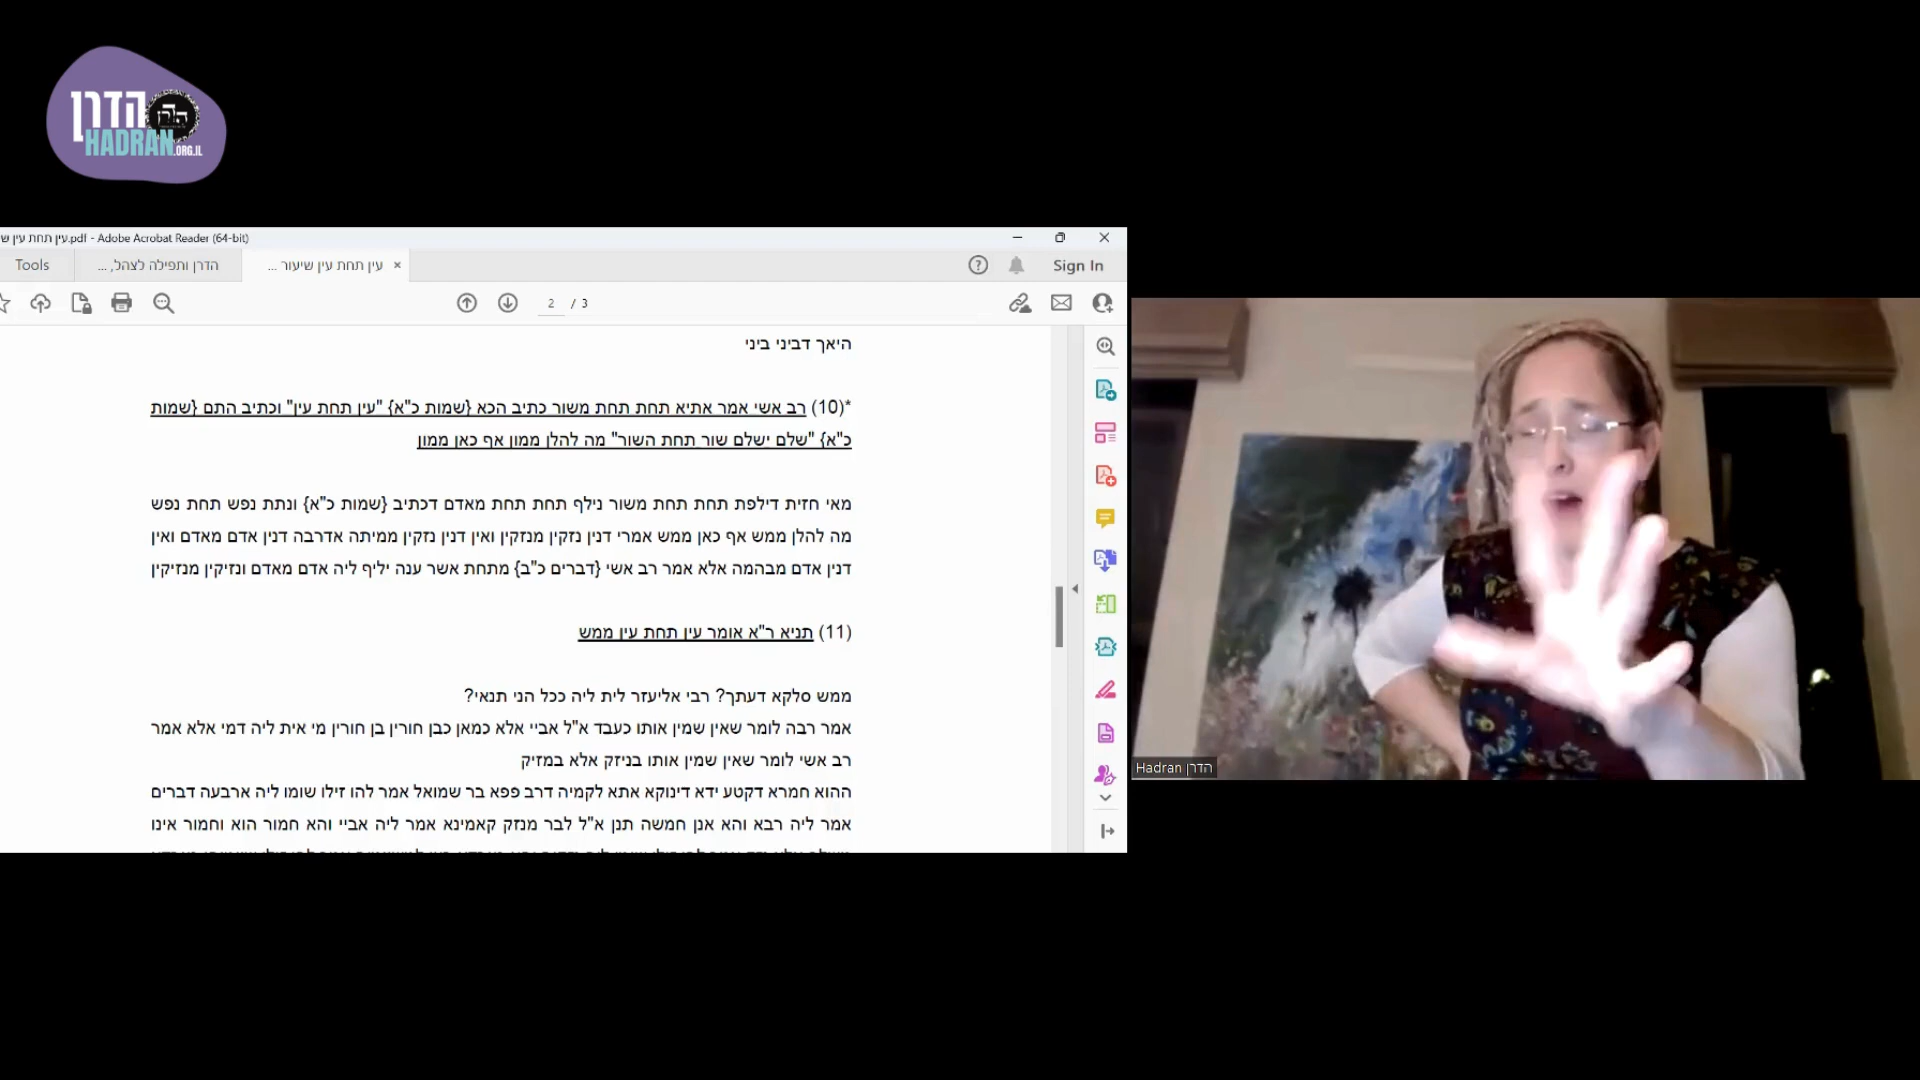 הדרן
HADRAN.ORG.IL
עין תחת עין ש.pdf - Adobe Acrobat Reader (64-bit)
Tools
הדרן ותפילה לצהל, ...
עין תחת עין שיעור ...
Sign In
2 / 3
היאך דביני ביני
*(10) רב אשי אמר אתיא תחת תחת משור כתיב הכא {שמות כ"א} "עין תחת עין" וכתיב התם {שמות
כ"א} "שלם ישלם שור תחת השור" מה להלן ממון אף כאן ממון
מאי חזית דילפת תחת תחת משור נילף תחת תחת מאדם דכתיב {שמות כ"א} ונתת נפש תחת נפש
מה להלן ממש אף כאן ממש אמרי דנין נזקין מנזקין ואין דנין נזקין ממיתה אדרבה דנין אדם מאדם ואין
דנין אדם מבהמה אלא אמר רב אשי {דברים כ"ב} מתחת אשר ענה יליף ליה אדם מאדם ונזיקין מנזיקין
(11) תניא ר"א אומר עין תחת עין ממש
ממש סלקא דעתך? רבי אליעזר לית ליה ככל הני תנאי?
אמר רבה לומר שאין שמין אותו כעבד א"ל אביי אלא כמאן כבן חורין בן חורין מי אית ליה דמי אלא אמר
רב אשי לומר שאין שמין אותו בניזק אלא במזיק
ההוא חמרא דקטע ידא דינוקא אתא לקמיה דרב פפא בר שמואל אמר להו זילו שומו ליה ארבעה דברים
אמר ליה רבא והא אנן חמשה תנן א"ל לבר מנזק קאמינא אמר ליה אביי והא חמור הוא וחמור אינו
Hadran הדרן